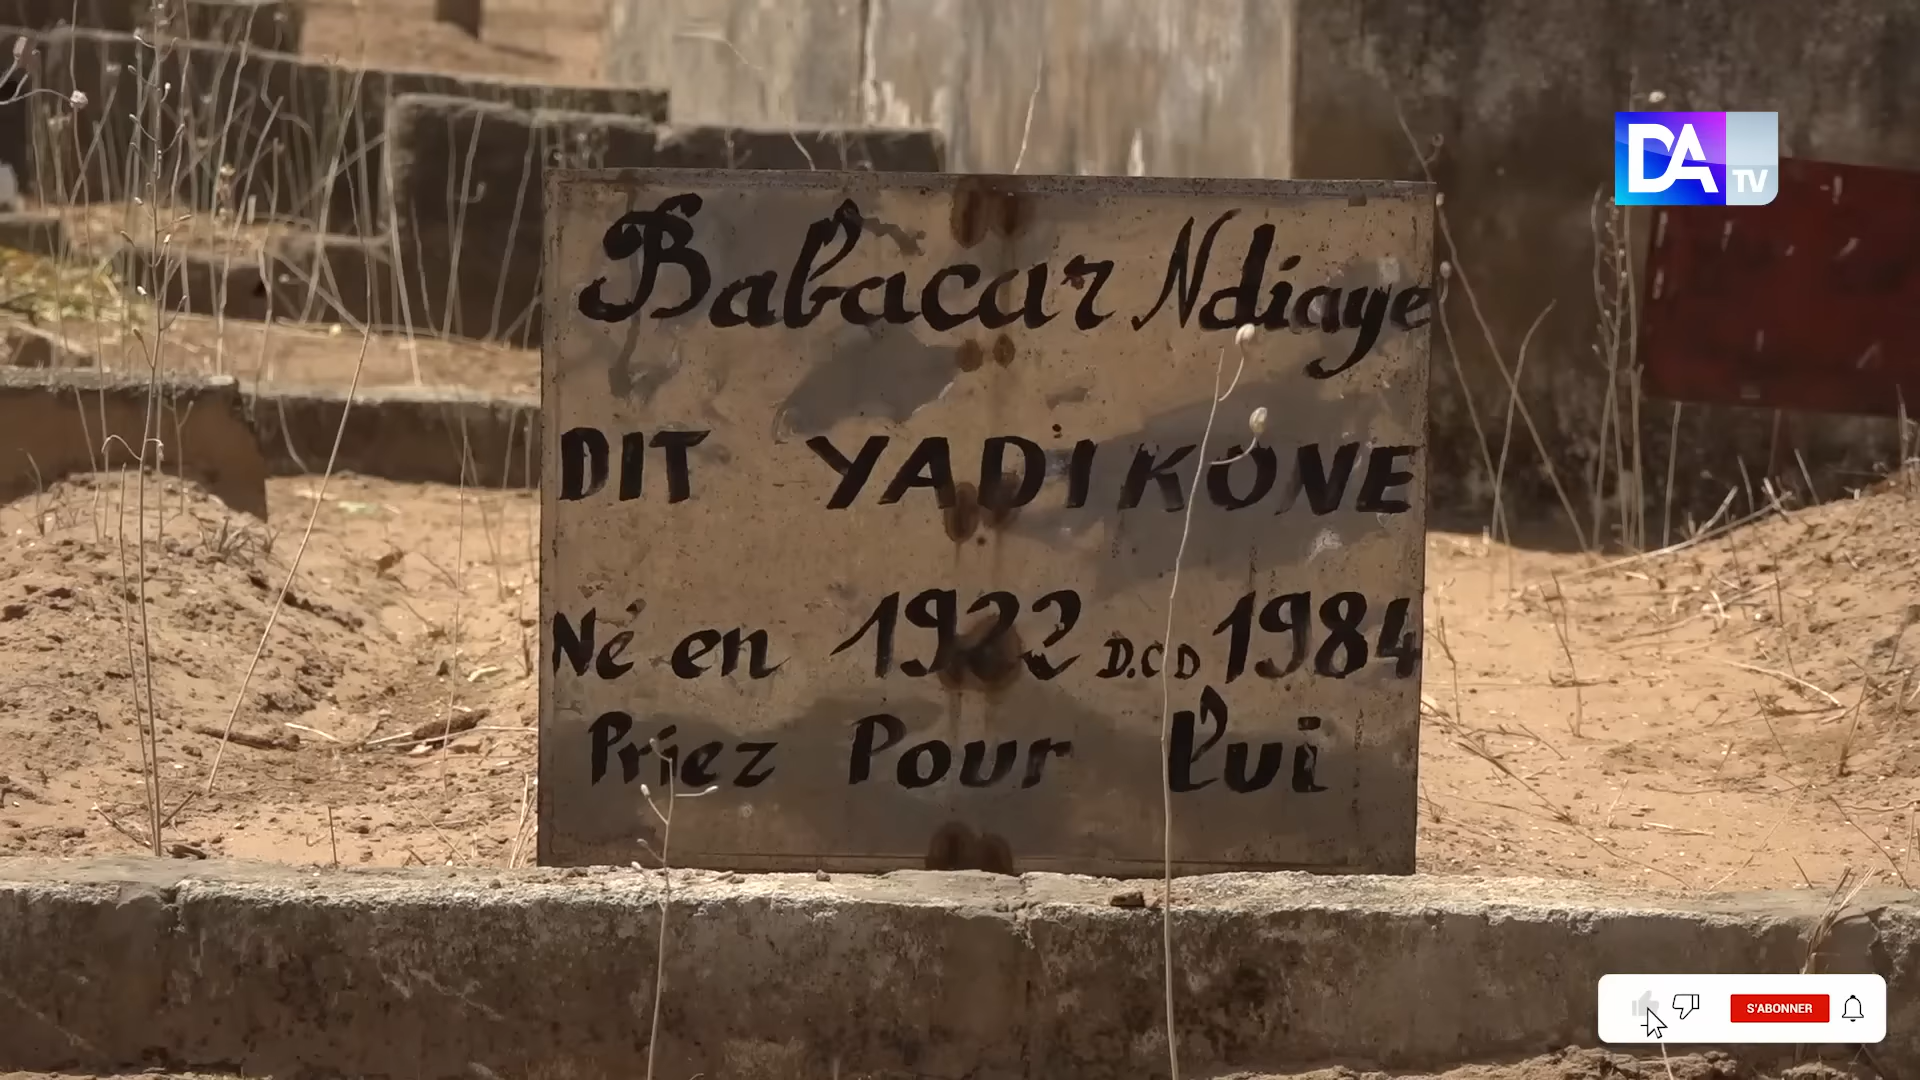 DA TV
Babacar Ndiaye
DIT YADIKONE
Né en 1922 D.C.D 1984
Priez Pour lui
S'ABONNER